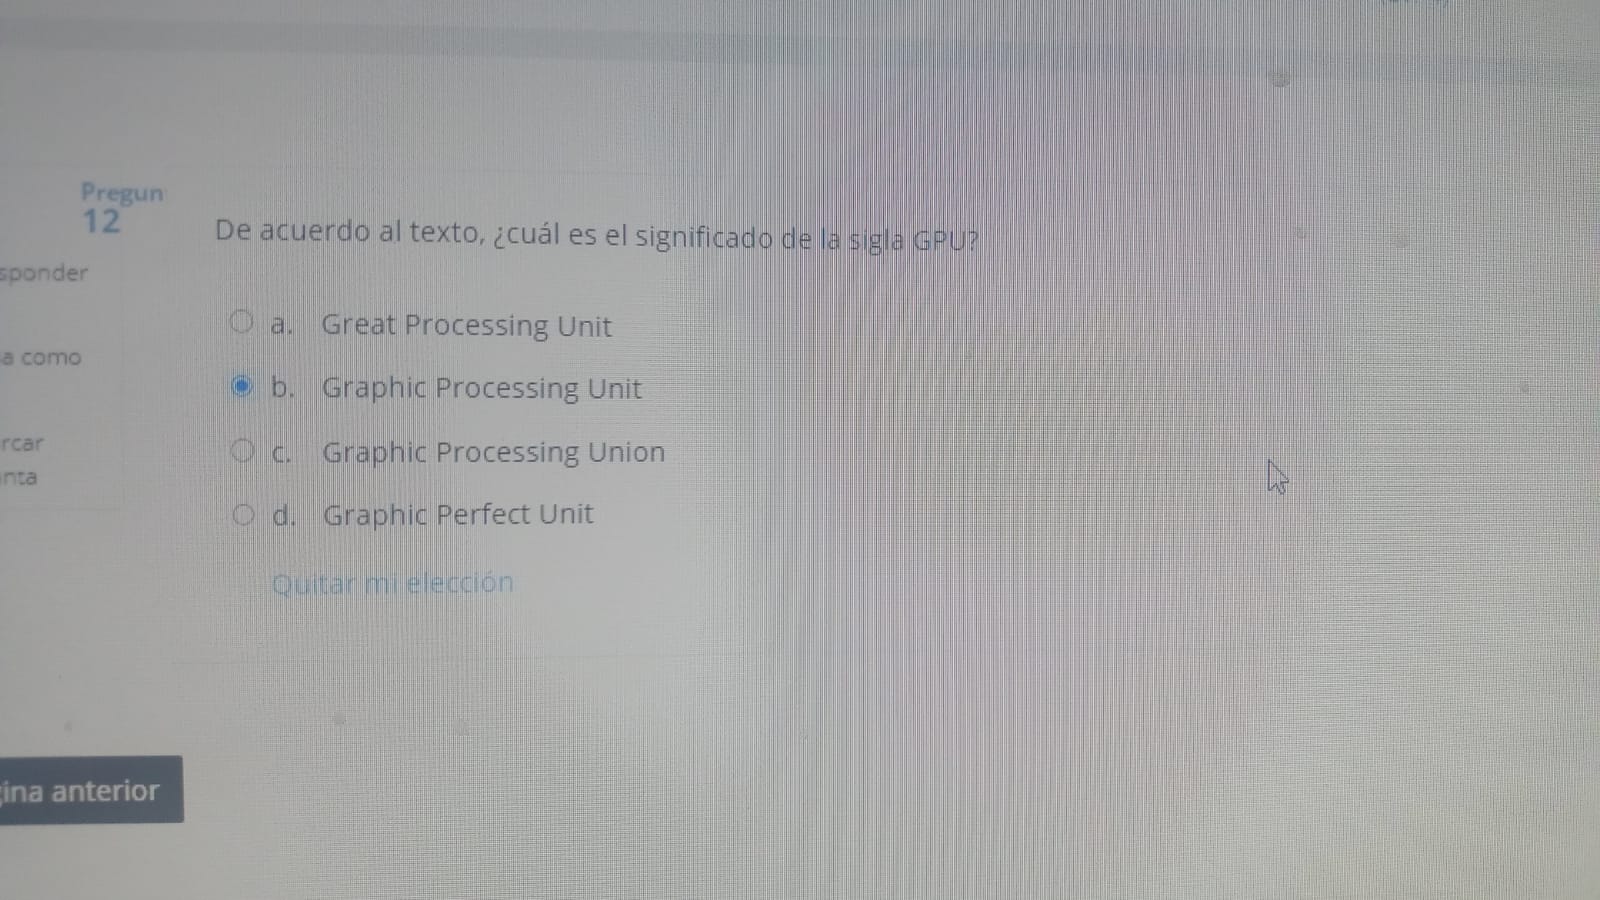 Pregun
12
De acuerdo al texto, ¿cuál es el significado de la sigla GPU?
sponder
a como
rcar
nta
a. Great Processing Unit
b. Graphic Processing Unit
c. Graphic Processing Union
d. Graphic Perfect Unit
Quitar mi elección
ina anterior